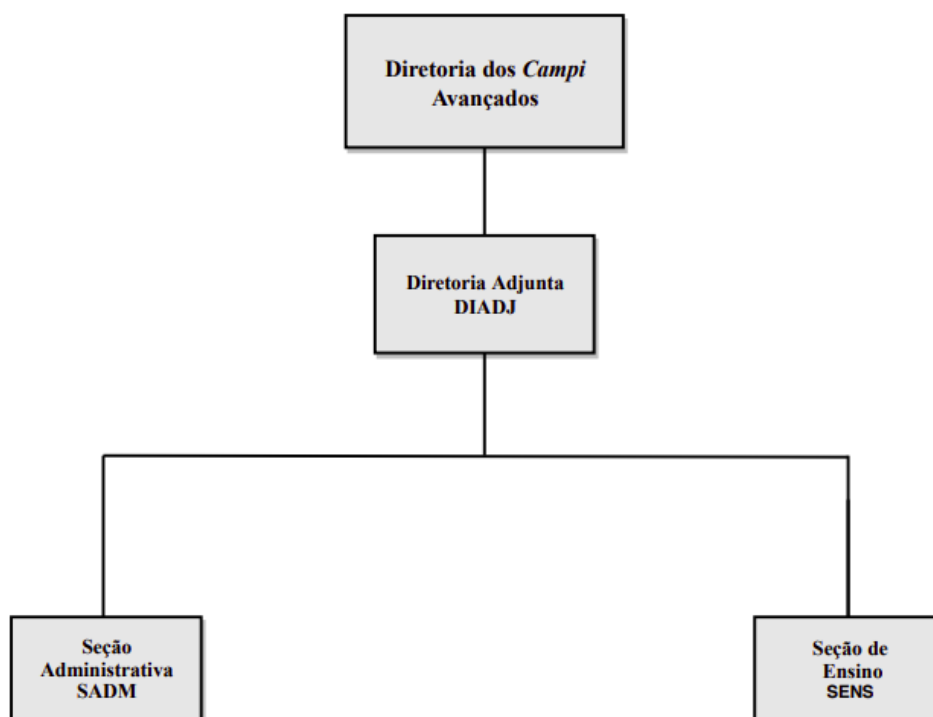 Diretoria dos Campi
Avançados
Diretoria Adjunta
DIADJ
Seção
Administrativa
SADM
Seção de
Ensino
SENS